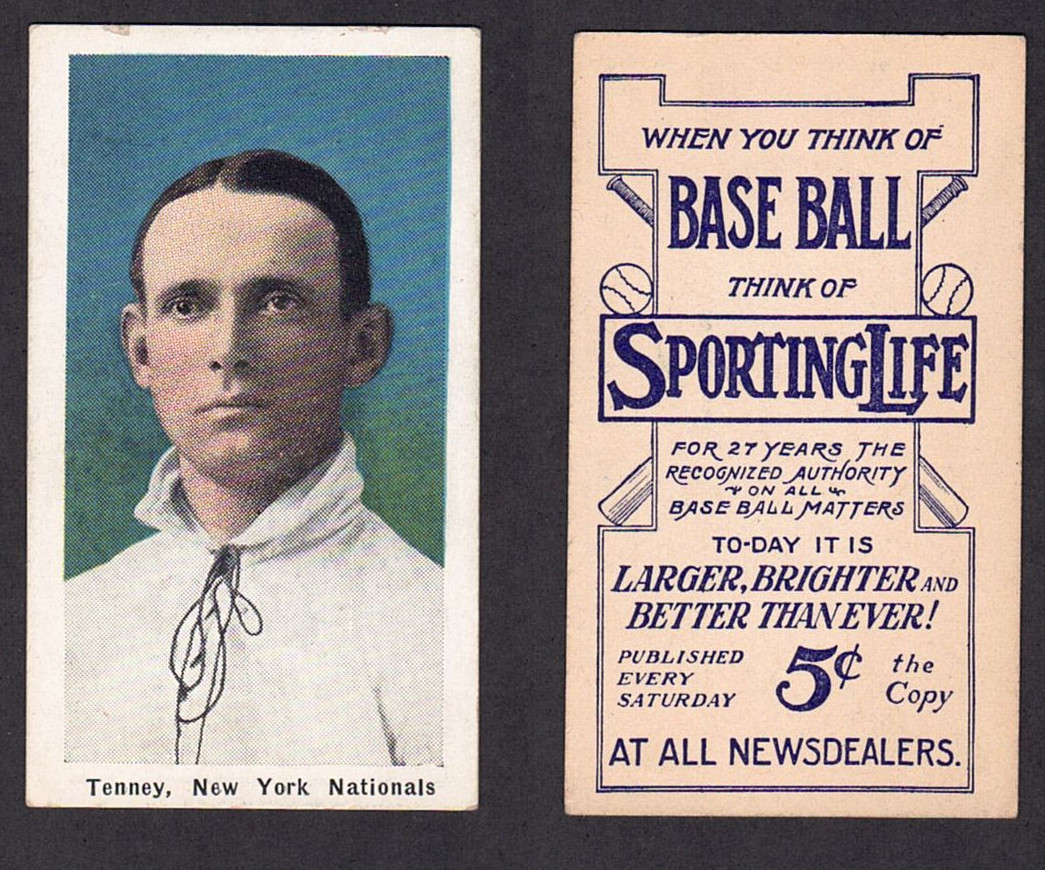 Tenney, New York Nationals
WHEN YOU THINK OF
BASE BALL
THINK OF
SPORTING LIFE
FOR 27 YEARS THE
RECOGNIZED AUTHORITY
ON ALL
BASE BALL MATTERS
TO-DAY IT IS
LARGER, BRIGHTER AND
BETTER THAN EVER!
PUBLISHED
EVERY
SATURDAY
5¢
the
Copy
AT ALL NEWSDEALERS.